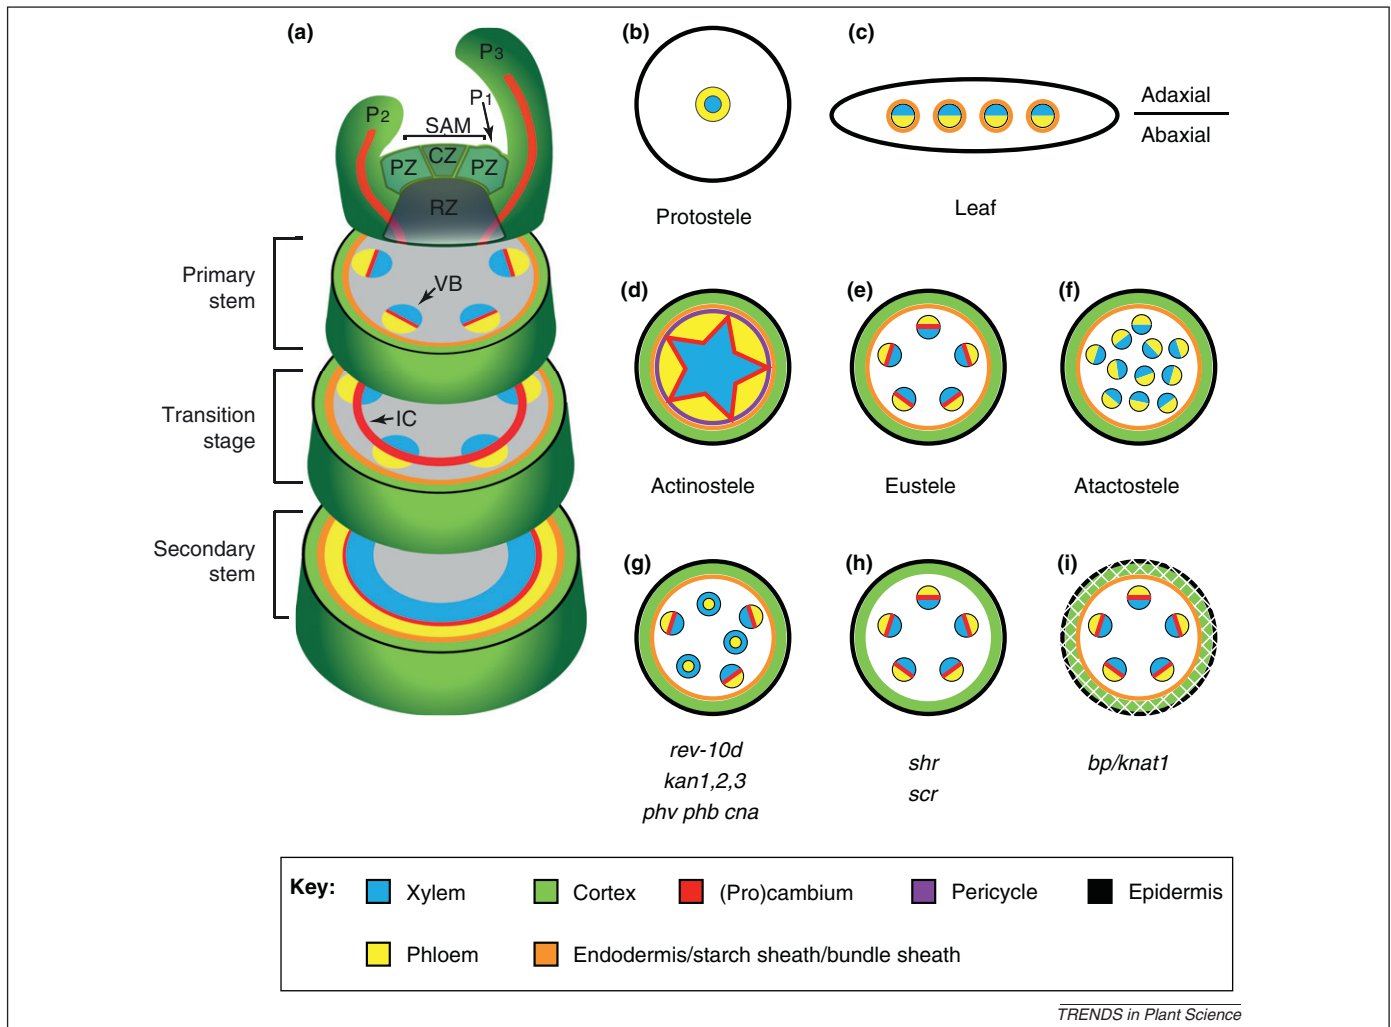 (a)
P3
P2
P1
SAM
PZ
CZ
PZ
RZ
Primary
stem
VB
Transition
stage
IC
Secondary
stem
(b)
Protostele
(c)
Adaxial
Abaxial
Leaf
(d)
Actinostele
(e)
Eustele
(f)
Atactostele
(g)
rev-10d
kan1,2,3
phv phb cna
(h)
shr
scr
(i)
bp/knat1
Key:
Xylem
Cortex
(Pro)cambium
Pericycle
Epidermis
Phloem
Endodermis/starch sheath/bundle sheath
TRENDS in Plant Science